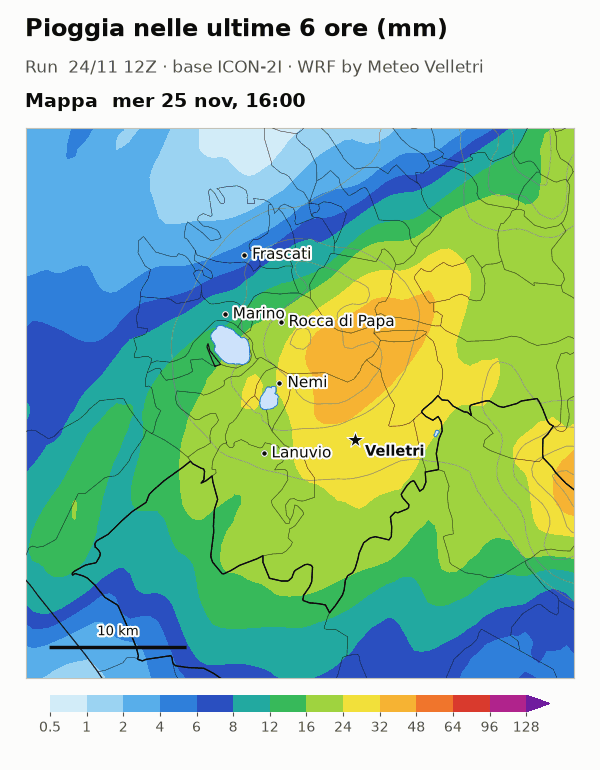 Pioggia nelle ultime 6 ore (mm)
Run  24/11 12Z · base ICON-2I · WRF by Meteo Velletri
Mappa  mer 25 nov, 16:00
Frascati
Marino
Rocca di Papa
Nemi
Velletri
Lanuvio
10 km
0.5 1 2 4 6 8 12 16 24 32 48 64 96 128